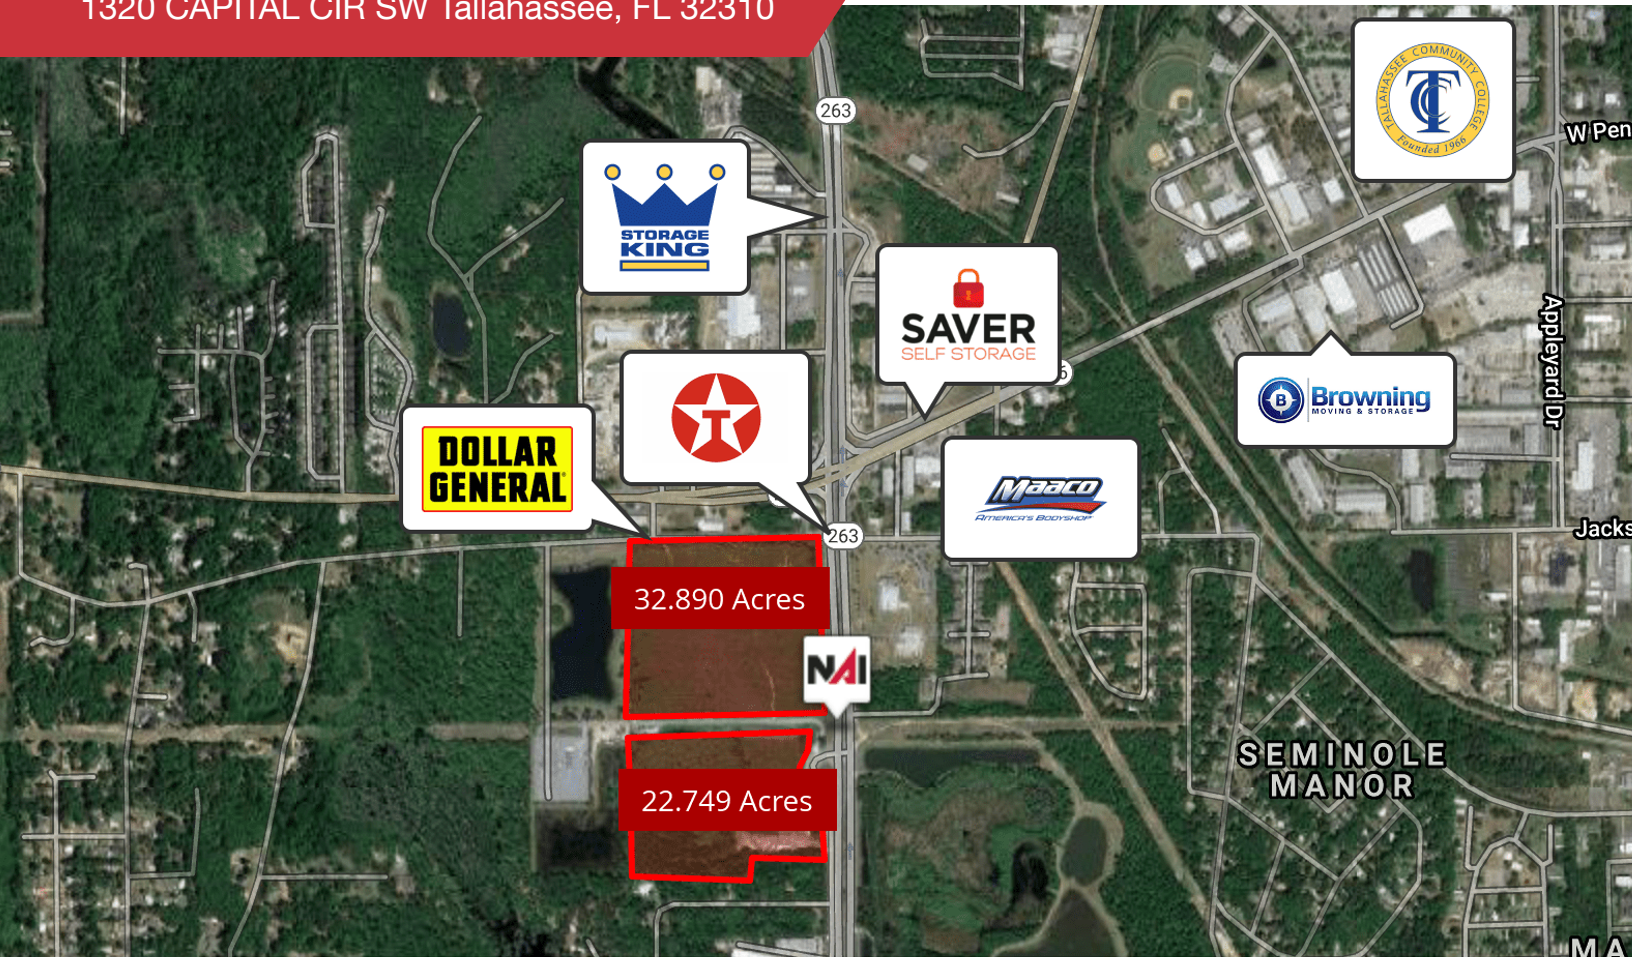 1320 CAPITAL CIR SW Tallahassee, FL 32310
263
TALLAHASSEE COMMUNITY COLLEGE
TCC
Founded 1966
W Pen
STORAGE
KING
SAVER
SELF STORAGE
6
Appleyard Dr
B
Browning
MOVING & STORAGE
T
DOLLAR
GENERAL
Maaco
AMERICA'S BODYSHOP
263
Jacks
32.890 Acres
NAI
SEMINOLE
MANOR
22.749 Acres
MA